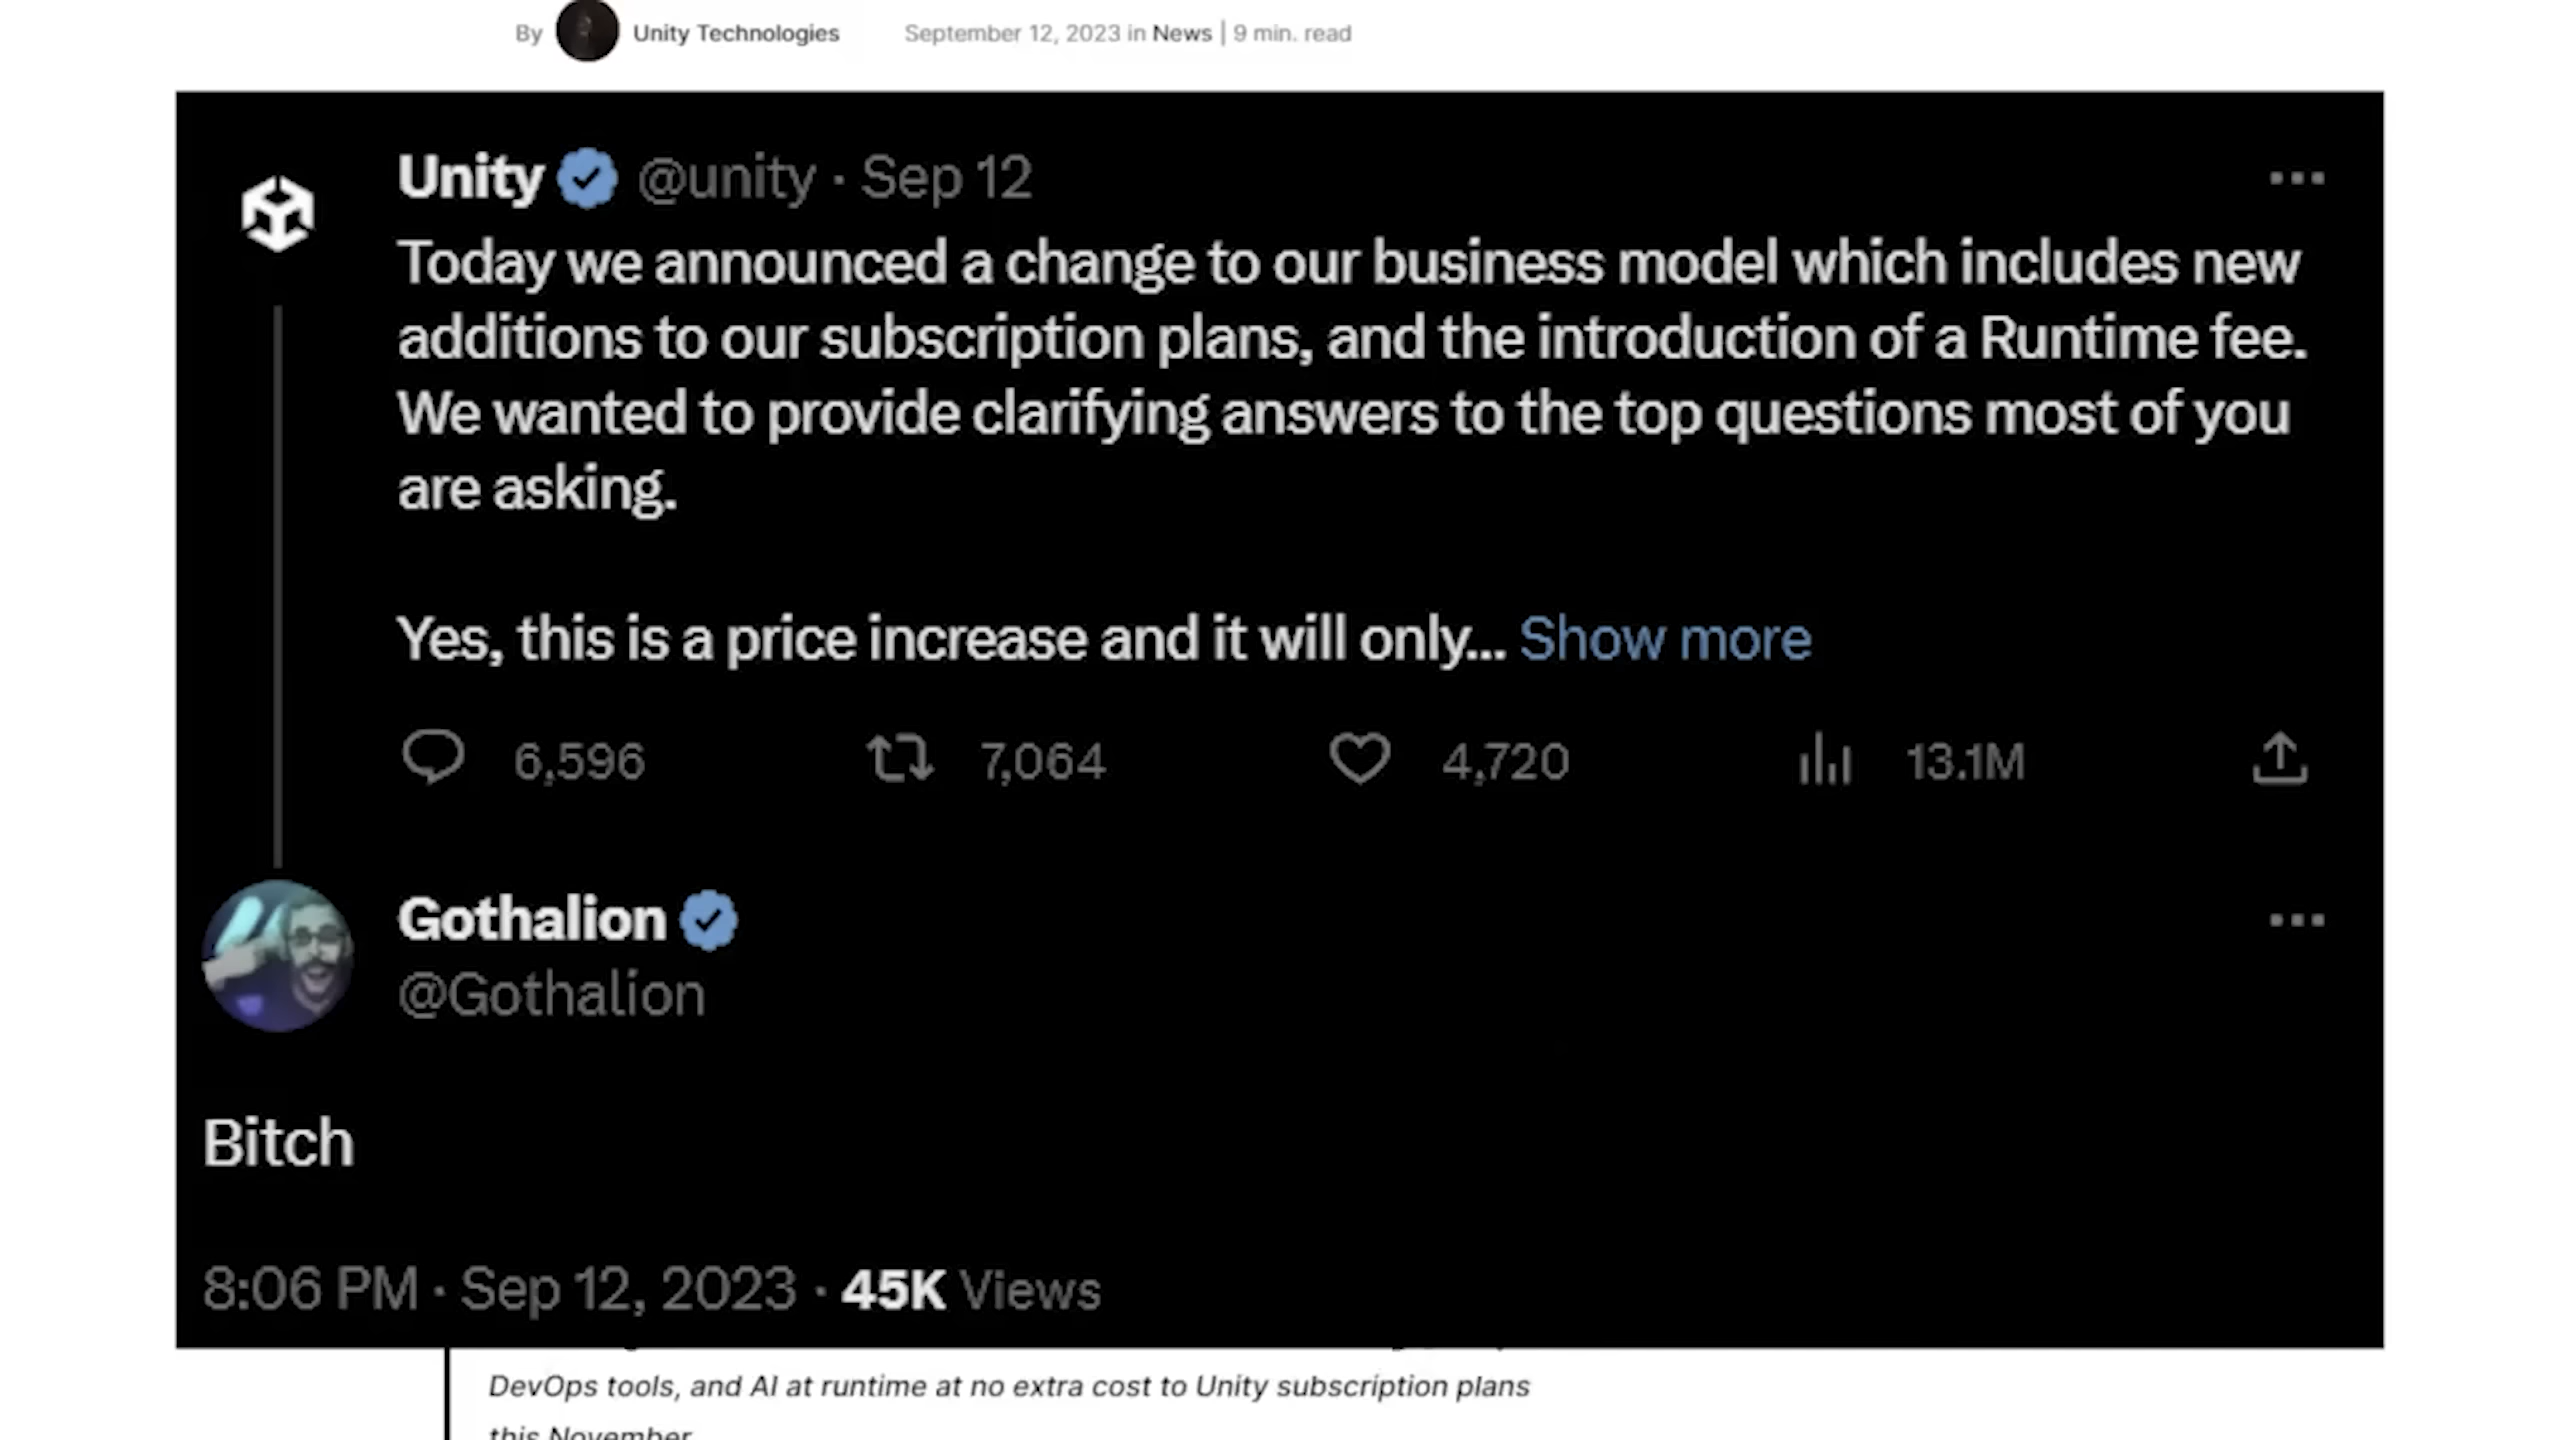 By Unity Technologies September 12, 2023 in News | 9 min. read
Unity @unity · Sep 12
Today we announced a change to our business model which includes new
additions to our subscription plans, and the introduction of a Runtime fee.
We wanted to provide clarifying answers to the top questions most of you
are asking.
Yes, this is a price increase and it will only... Show more
6,596 7,064 4,720 13.1M
Gothalion
@Gothalion
Bitch
8:06 PM · Sep 12, 2023 · 45K Views
DevOps tools, and AI at runtime at no extra cost to Unity subscription plans
this November